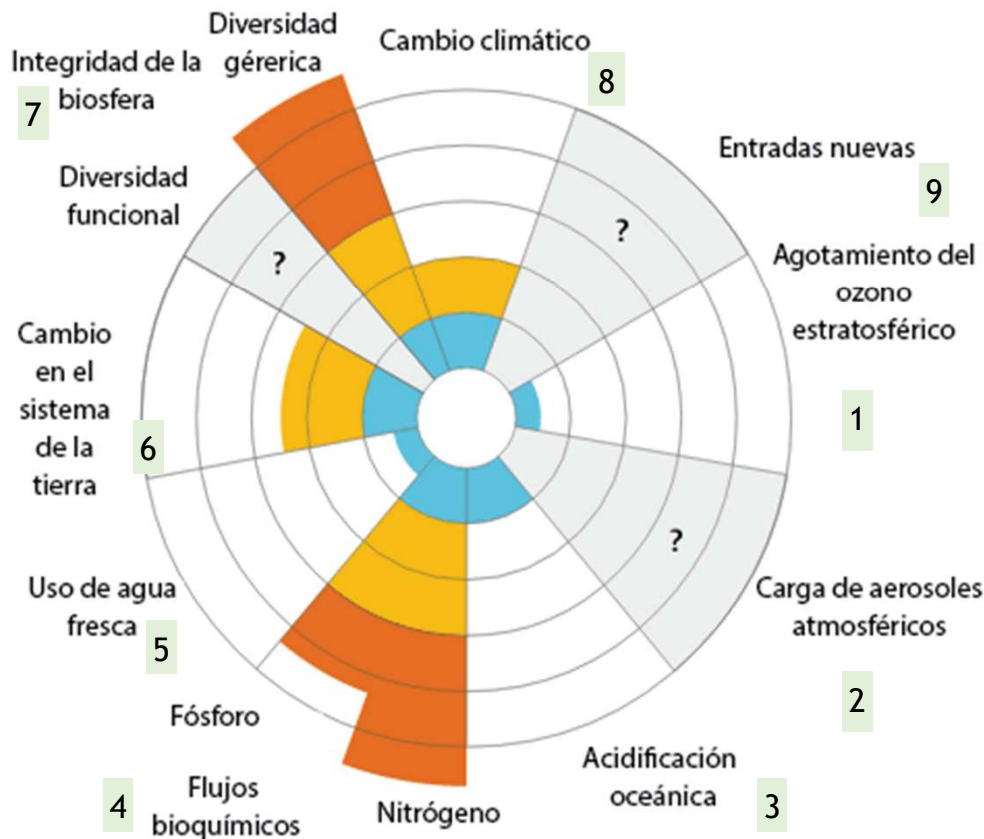 Diversidad
gérerica
Cambio climático
8
Integridad de la
biosfera
7
Entradas nuevas
9
Diversidad
funcional
?
?
Agotamiento del
ozono
estratosférico
1
Cambio
en el
sistema
de la
tierra
6
?
Carga de aerosoles
atmosféricos
2
Uso de agua
fresca
5
Fósforo
Acidificación
oceánica
3
Flujos
bioquímicos
4
Nitrógeno